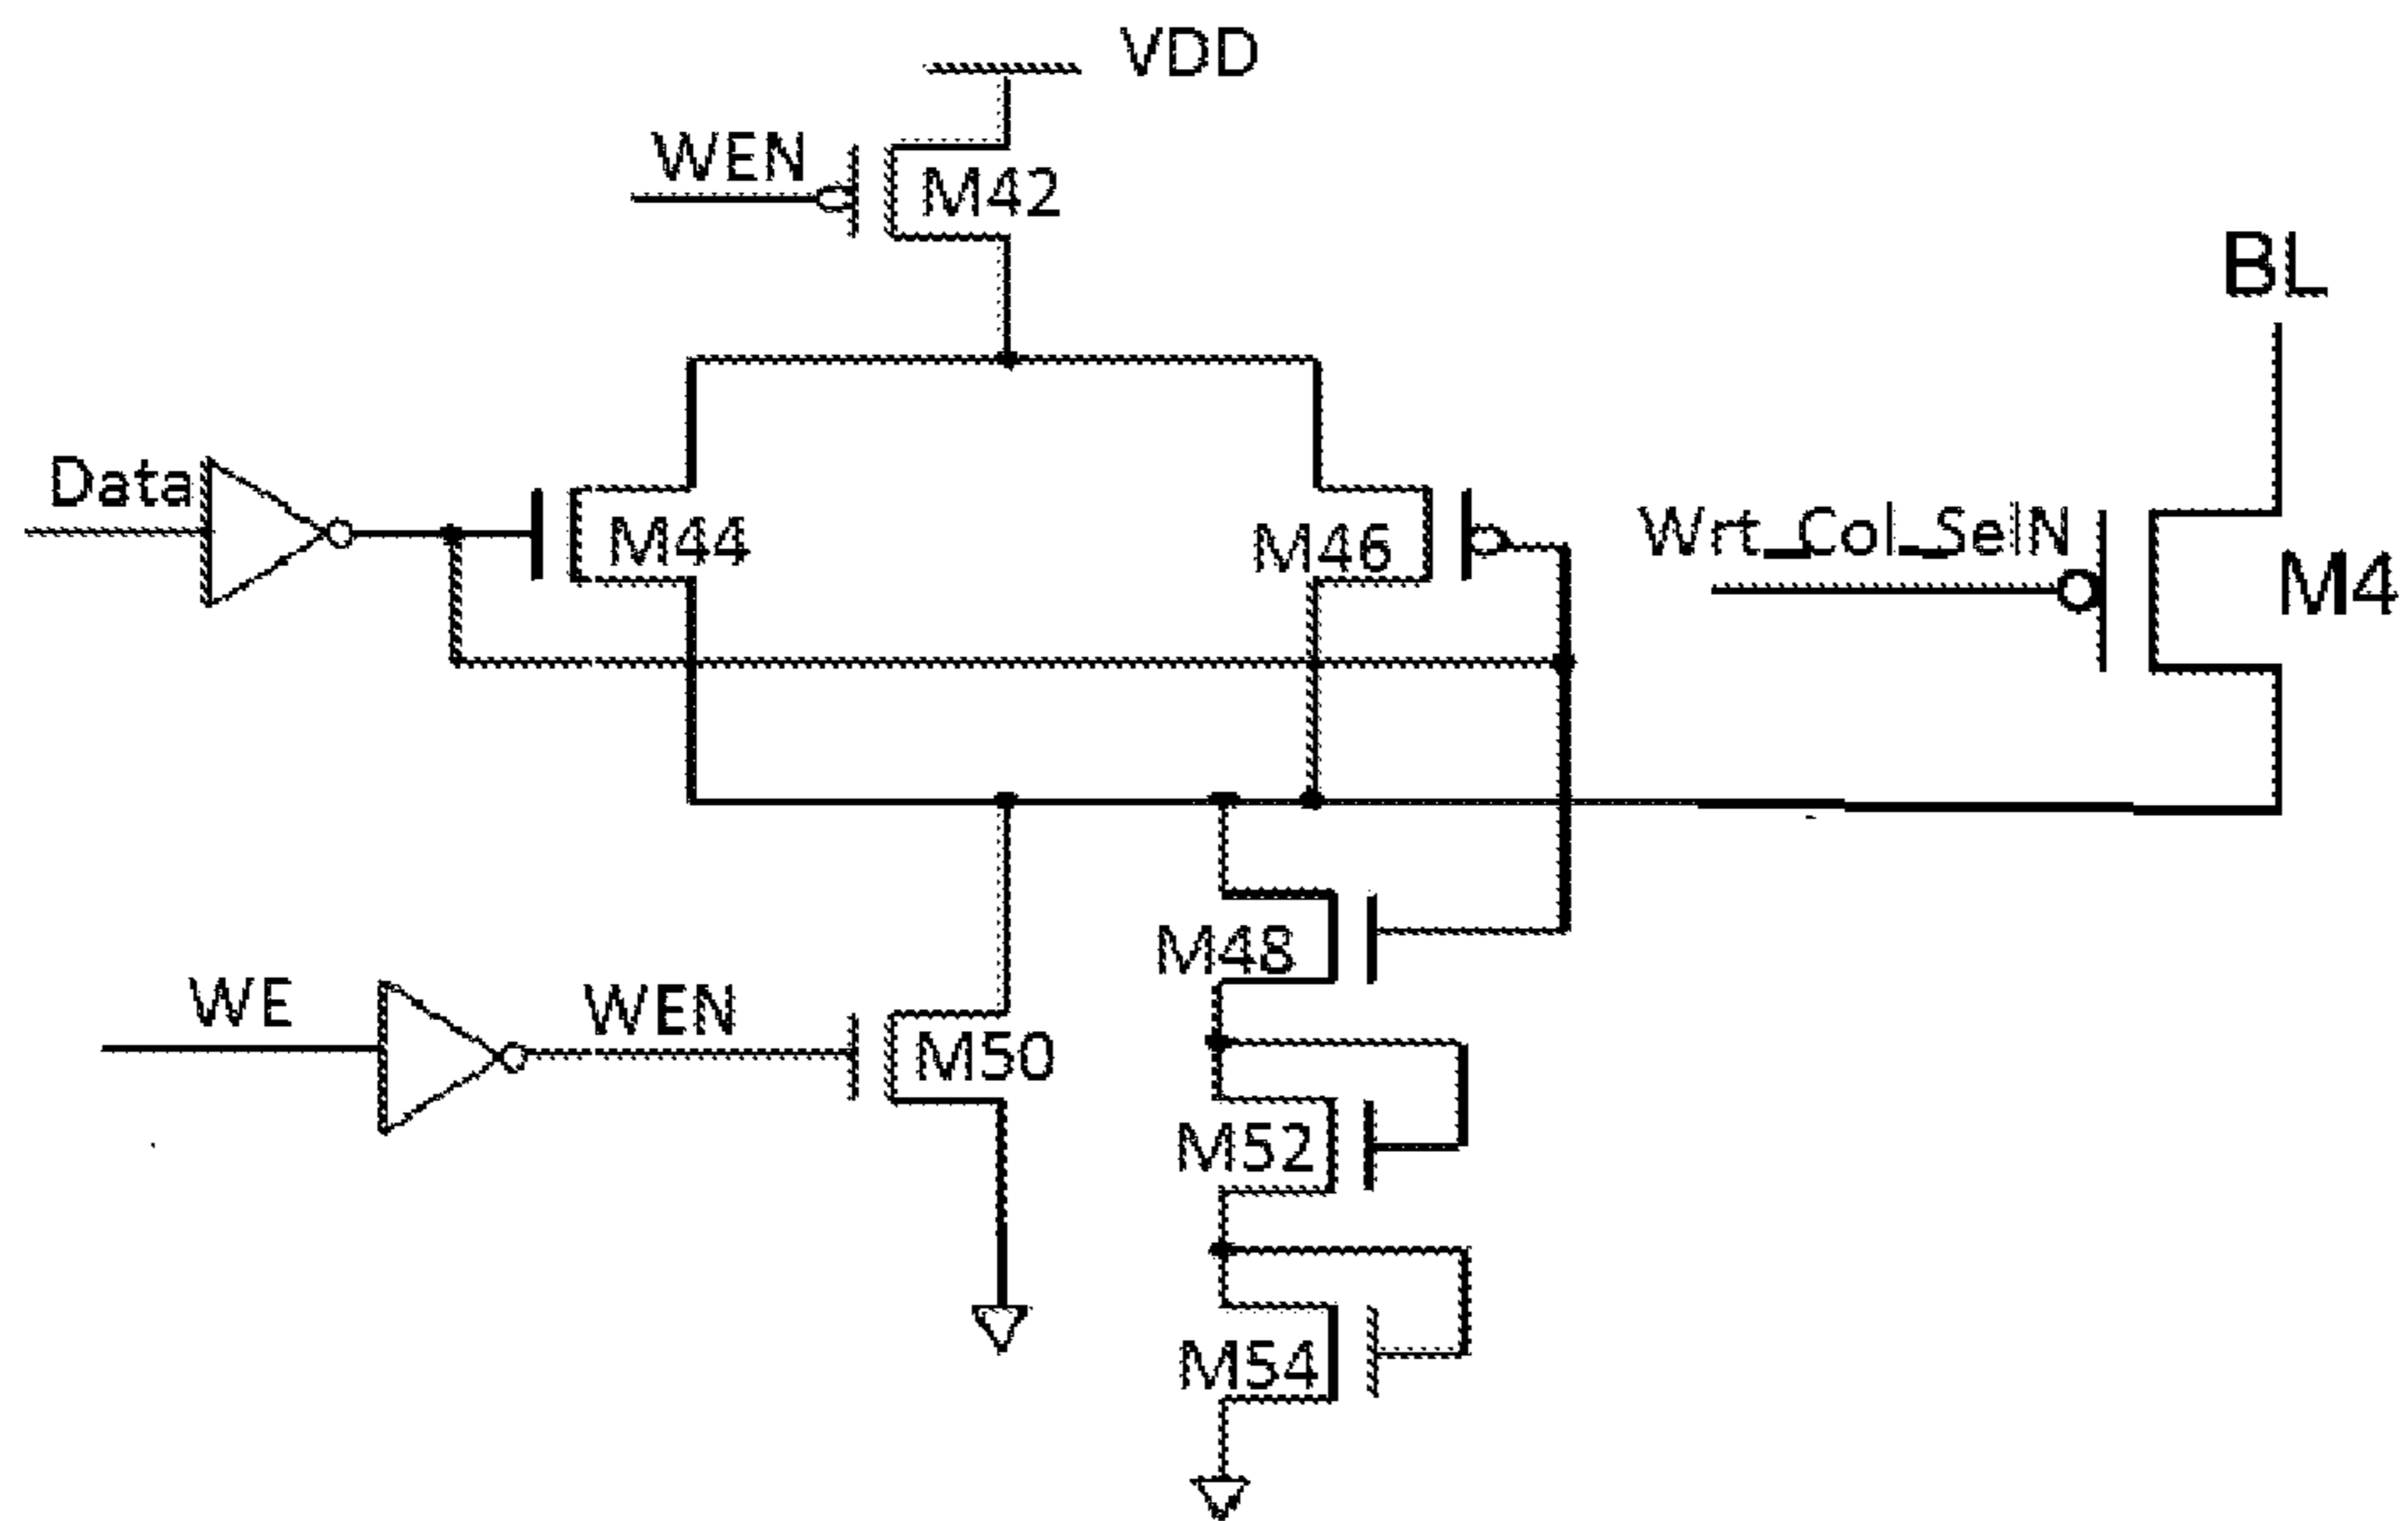 VDD
WEN
M42
BL
Data
M44
M46
Wrt_Col_SelN
M4
M48
WE
WEN
M50
M52
M54